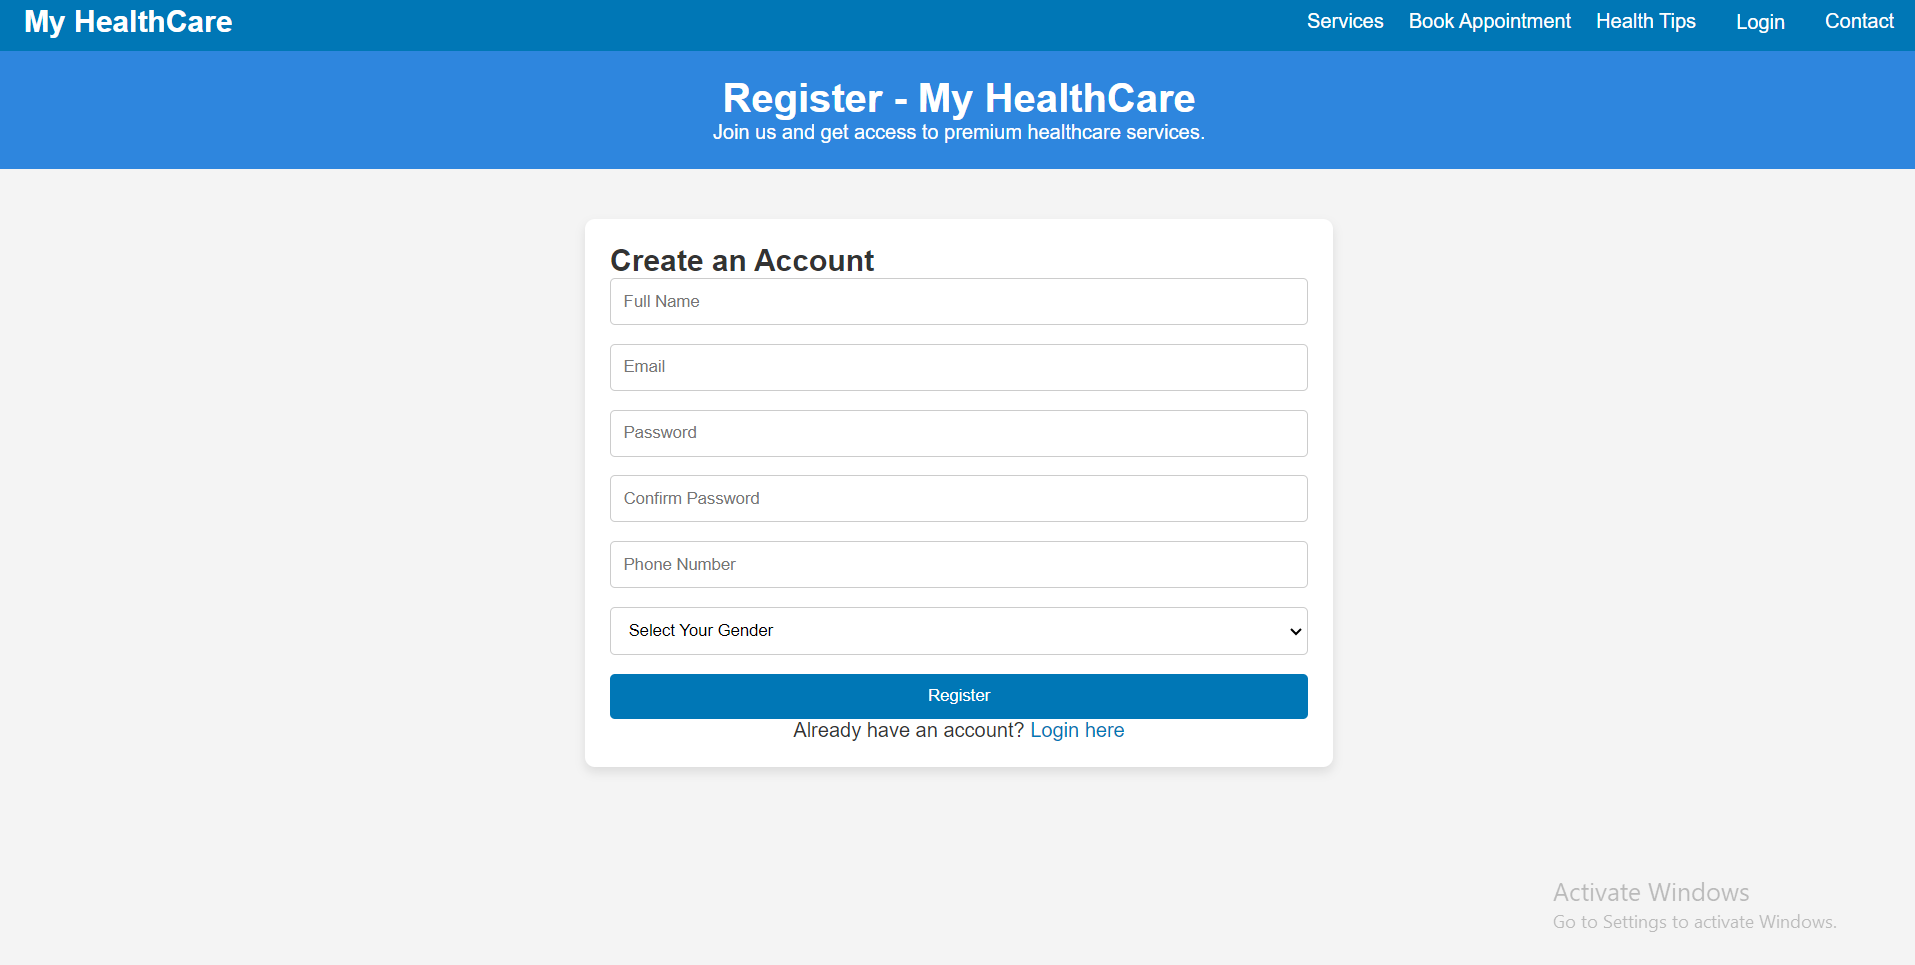 My HealthCare
Services Book Appointment Health Tips Login Contact
Register - My HealthCare
Join us and get access to premium healthcare services.
Create an Account
Full Name
Email
Password
Confirm Password
Phone Number
Select Your Gender
Register
Already have an account? Login here
Activate Windows
Go to Settings to activate Windows.